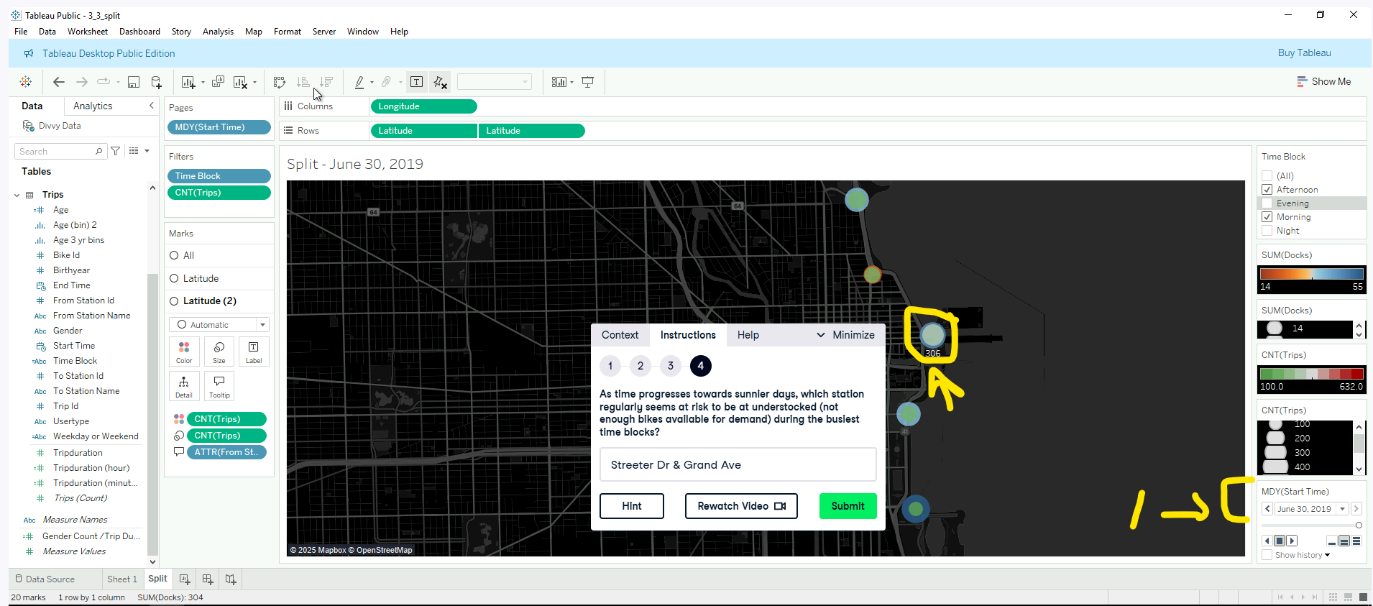 Tableau Public - 3_3_split
File Data Worksheet Dashboard Story Analysis Map Format Server Window Help
Tableau Desktop Public Edition
Buy Tableau
Show Me
Data Analytics
Divvy Data
Search
Tables
Trips
Age
Age (bin) 2
Age 3 yr bins
Bike Id
Birthyear
End Time
From Station Id
Abc From Station Name
Abc Gender
Start Time
Abc Time Block
To Station Id
Abc To Station Name
Trip Id
Abc Usertype
Abc Weekday or Weekend
Tripduration
Tripduration (hour)
Tripduration (minut...
Trips (Count)
Abc Measure Names
Gender Count /Trip Du...
Measure Values
Pages
MDY(Start Time)
Filters
Time Block
CNT(Trips)
Marks
All
Latitude
Latitude (2)
Automatic
Color Size Label
Detail Tooltip
CNT(Trips)
CNT(Trips)
ATTR(From St..
Columns Longitude
Rows Latitude Latitude
Split - June 30, 2019
64
64
306
41
Context Instructions Help Minimize
1 2 3 4
As time progresses towards sunnier days, which station
regularly seems at risk to be at understocked (not
enough bikes available for demand) during the busiest
time blocks?
Streeter Dr & Grand Ave
Hint Rewatch Video Submit
© 2025 Mapbox © OpenStreetMap
Time Block
(All)
Afternoon
Evening
Morning
Night
SUM(Docks)
14 55
SUM(Docks)
14
CNT(Trips)
100.0 632.0
CNT(Trips)
100
200
300
400
1
MDY(Start Time)
June 30, 2019
Show history
Data Source Sheet 1 Split
20 marks 1 row by 1 column SUM(Docks): 304